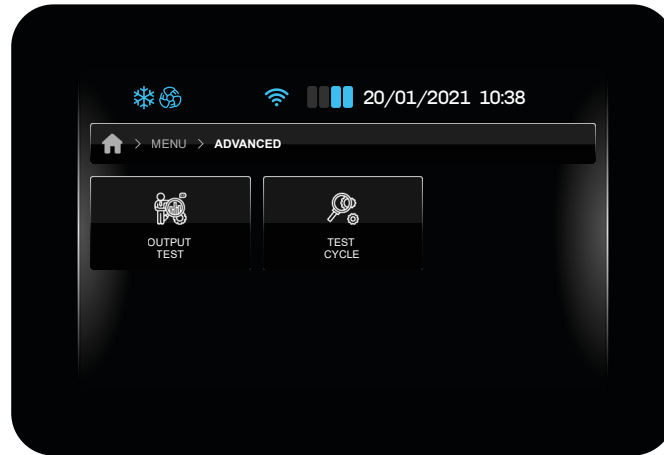 20/01/2021 10:38
> MENU > ADVANCED
OUTPUT
TEST
TEST
CYCLE